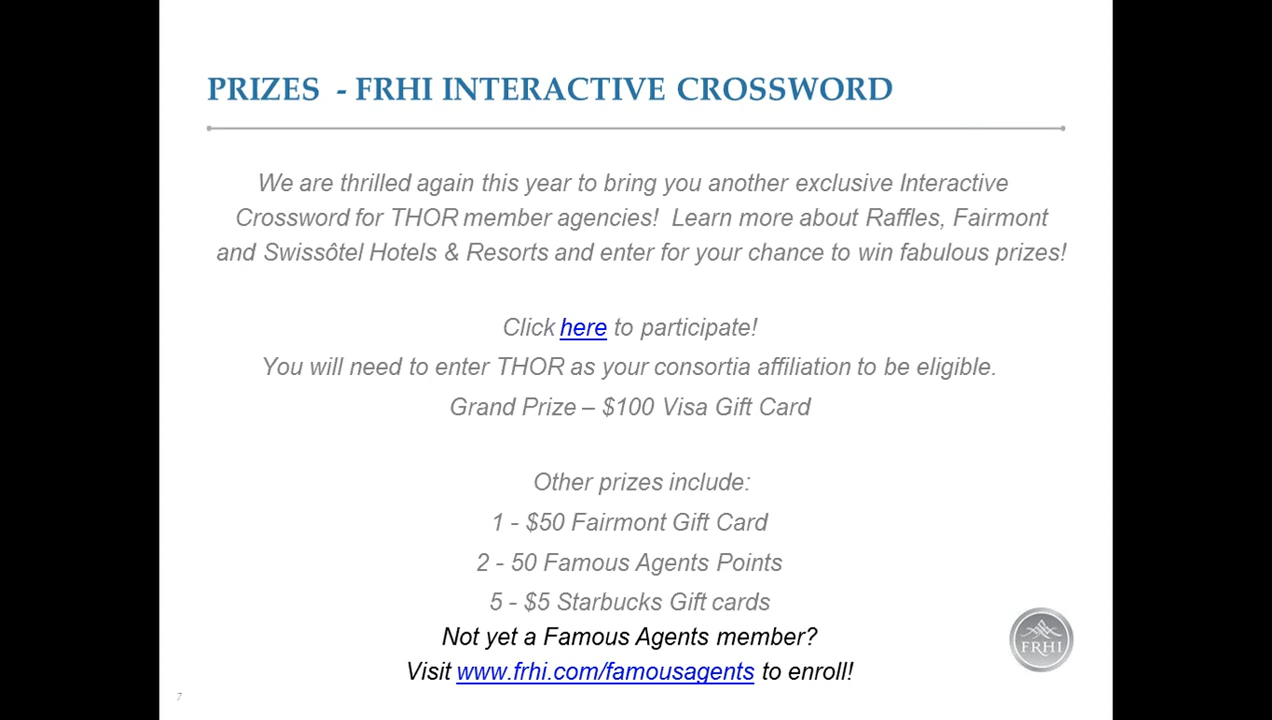 PRIZES - FRHI INTERACTIVE CROSSWORD
We are thrilled again this year to bring you another exclusive Interactive
Crossword for THOR member agencies! Learn more about Raffles, Fairmont
and Swissôtel Hotels & Resorts and enter for your chance to win fabulous prizes!
Click here to participate!
You will need to enter THOR as your consortia affiliation to be eligible.
Grand Prize – $100 Visa Gift Card
Other prizes include:
1 - $50 Fairmont Gift Card
2 - 50 Famous Agents Points
5 - $5 Starbucks Gift cards
Not yet a Famous Agents member?
Visit www.frhi.com/famousagents to enroll!
FRHI
7